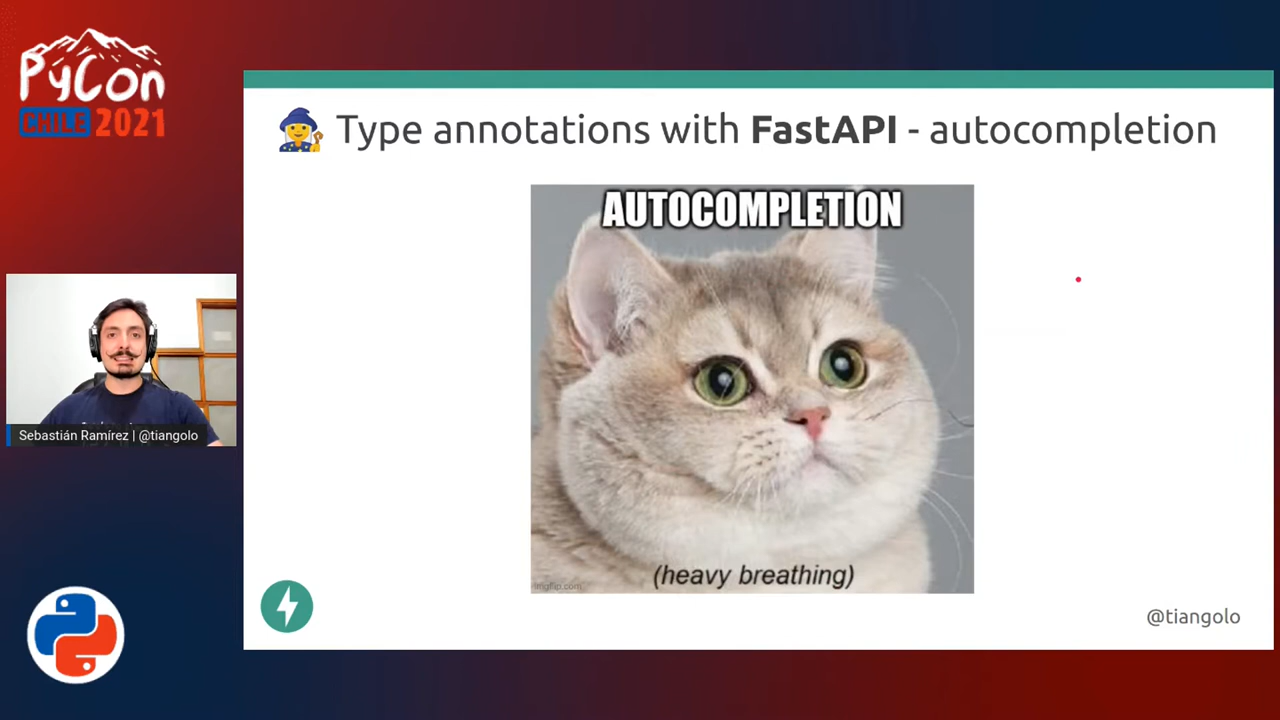 PyCon
CHILE 2021
Type annotations with FastAPI - autocompletion
AUTOCOMPLETION
(heavy breathing)
imgflip.com
Sebastián Ramírez | @tiangolo
@tiangolo